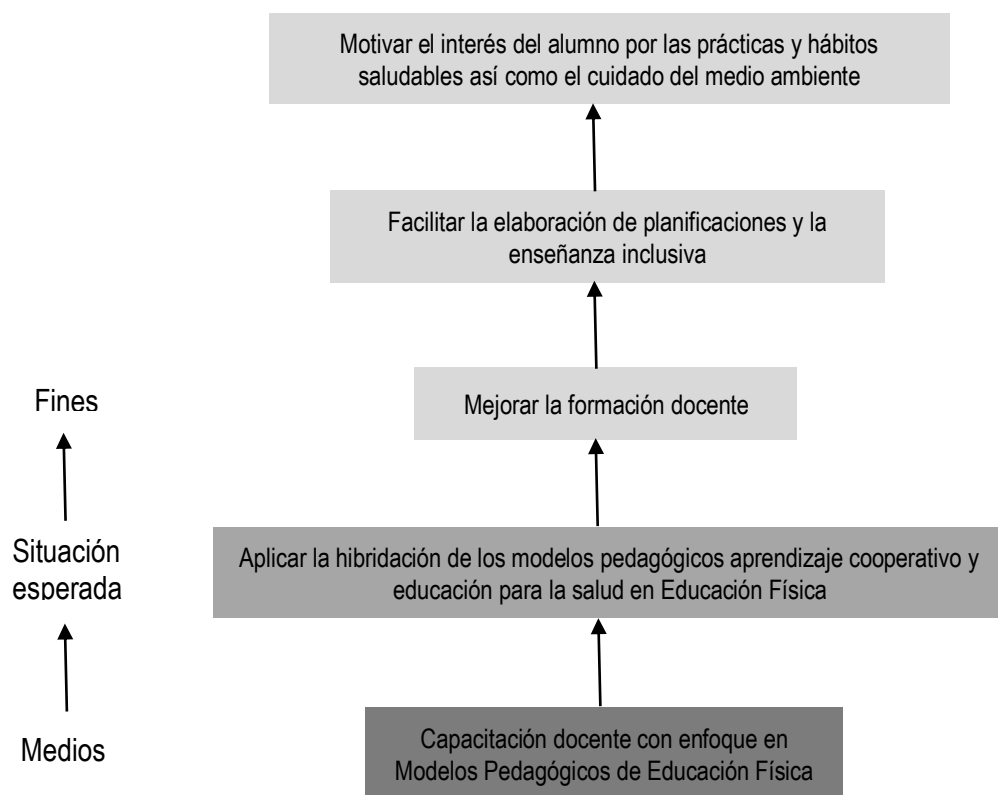 Motivar el interés del alumno por las prácticas y hábitos
saludables así como el cuidado del medio ambiente
Facilitar la elaboración de planificaciones y la
enseñanza inclusiva
Fines
Mejorar la formación docente
Situación
esperada
Aplicar la hibridación de los modelos pedagógicos aprendizaje cooperativo y
educación para la salud en Educación Física
Medios
Capacitación docente con enfoque en
Modelos Pedagógicos de Educación Física